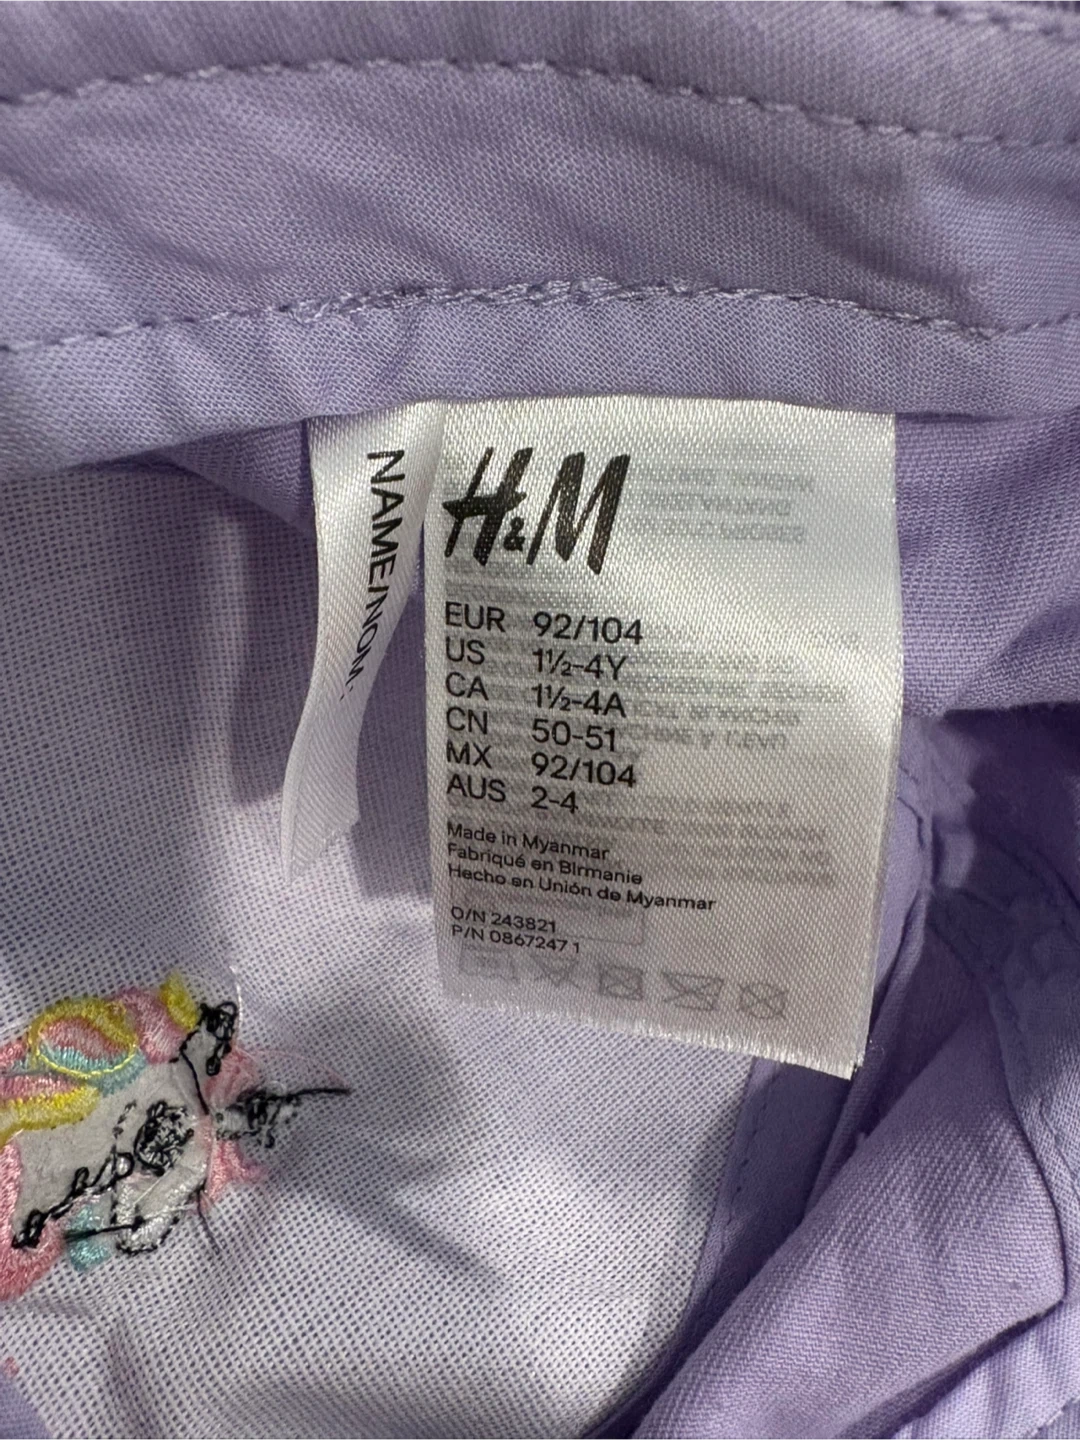 NAME/NOM:
H&M
EUR 92/104
US 1½-4Y
CA 1½-4A
CN 50-51
MX 92/104
AUS 2-4
Made in Myanmar
Fabriqué en Birmanie
Hecho en Unión de Myanmar
O/N 243821
P/N 0867247 1